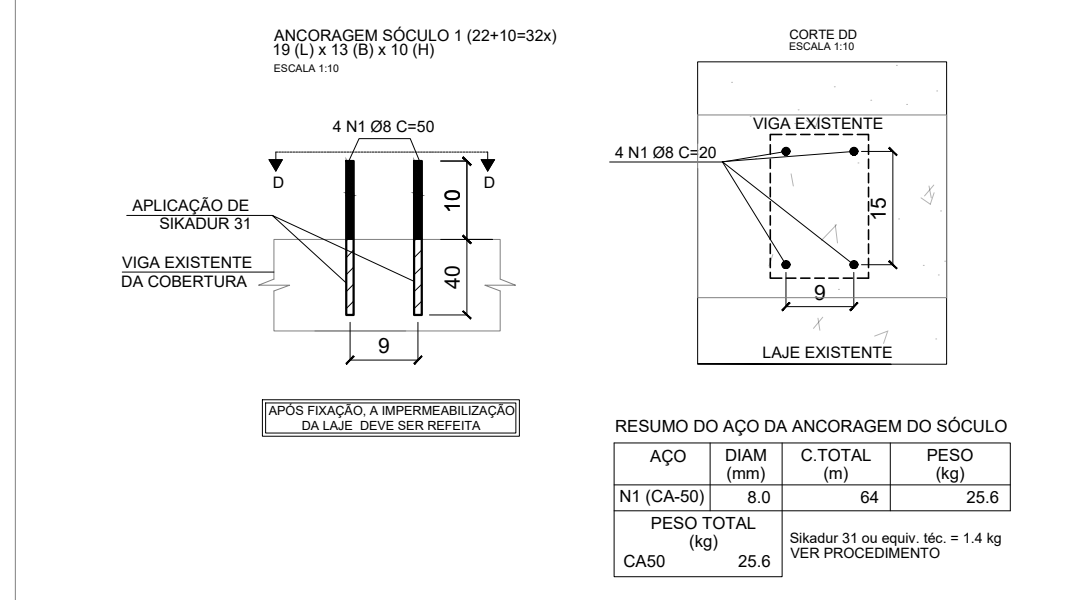 ANCORAGEM SÓCULO 1 (22+10=32x)
19 (L) x 13 (B) x 10 (H)
ESCALA 1:10
4 N1 Ø8 C=50
D
D
10
APLICAÇÃO DE
SIKADUR 31
VIGA EXISTENTE
DA COBERTURA
40
9
APÓS FIXAÇÃO, A IMPERMEABILIZAÇÃO
DA LAJE DEVE SER REFEITA
CORTE DD
ESCALA 1:10
VIGA EXISTENTE
4 N1 Ø8 C=20
15
9
LAJE EXISTENTE
RESUMO DO AÇO DA ANCORAGEM DO SÓCULO
AÇO DIAM C.TOTAL PESO
(mm) (m) (kg)
N1 (CA-50) 8.0 64 25.6
PESO TOTAL
(kg)
CA50 25.6
Sikadur 31 ou equiv. téc. = 1.4 kg
VER PROCEDIMENTO